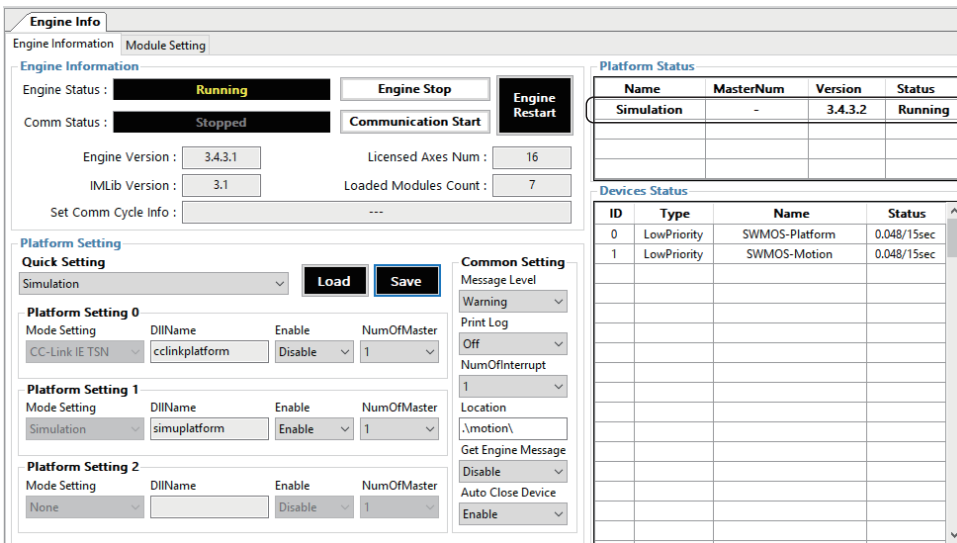 Engine Info
Engine Information Module Setting
Engine Information
Engine Status : Running Engine Stop Engine Restart
Comm Status : Stopped Communication Start
Engine Version : 3.4.3.1 Licensed Axes Num : 16
IMLib Version : 3.1 Loaded Modules Count : 7
Set Comm Cycle Info : ---
Platform Setting
Quick Setting
Simulation Load Save
Platform Setting 0
Mode Setting DllName Enable NumOfMaster
CC-Link IE TSN cclinkplatform Disable 1
Platform Setting 1
Mode Setting DllName Enable NumOfMaster
Simulation simuplatform Enable 1
Platform Setting 2
Mode Setting DllName Enable NumOfMaster
None Disable 1
Common Setting
Message Level
Warning
Print Log
Off
NumOfInterrupt
1
Location
.\motion\
Get Engine Message
Disable
Auto Close Device
Enable
Platform Status
Name MasterNum Version Status
Simulation - 3.4.3.2 Running
Devices Status
ID Type Name Status
0 LowPriority SWMOS-Platform 0.048/15sec
1 LowPriority SWMOS-Motion 0.048/15sec